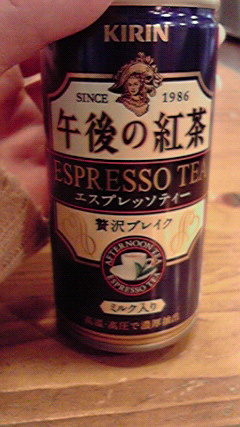 KIRIN
SINCE 1986
午後の紅茶
ESPRESSO TEA
エスプレッソティー
贅沢ブレイク
AFTERNOON TEA
ESPRESSO TEA
ミルク入り
高温・高圧で濃厚抽出